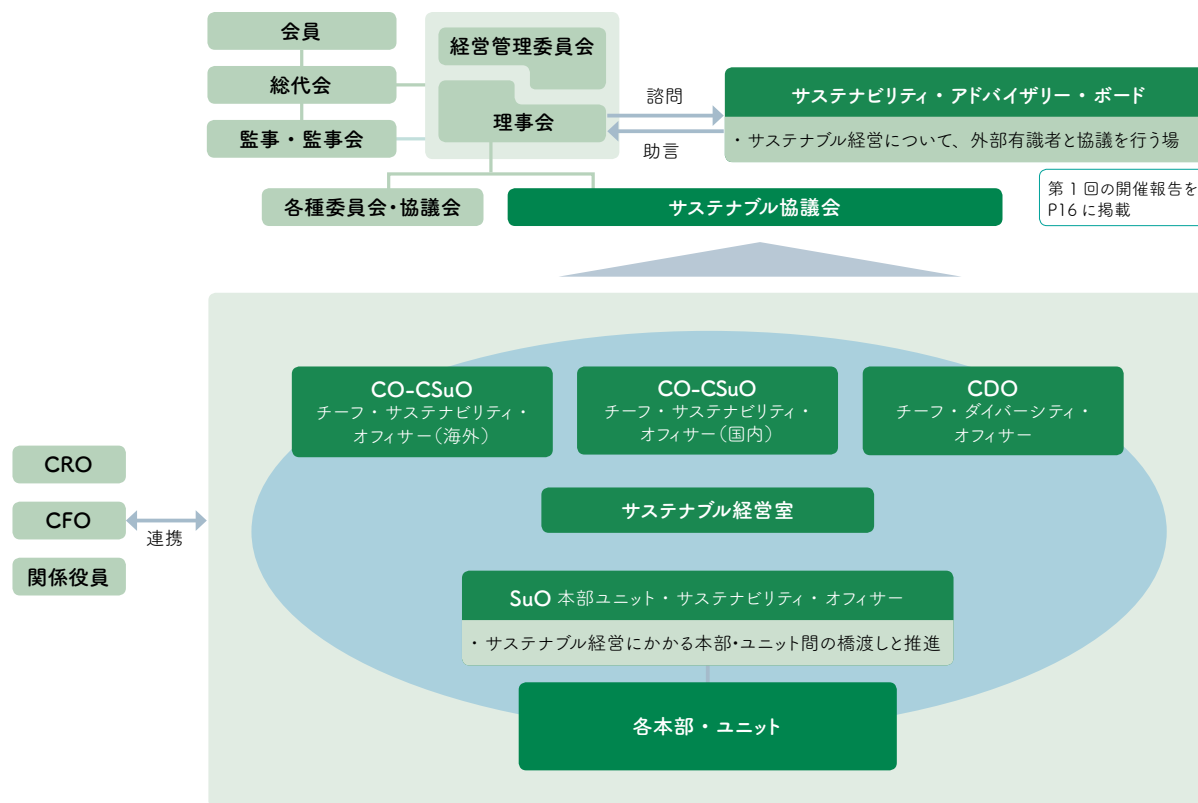 会員
総代会
監事・監事会
経営管理委員会
理事会
諮問
助言
サステナビリティ・アドバイザリー・ボード
・サステナブル経営について、外部有識者と協議を行う場
第1回の開催報告を
P16に掲載
各種委員会・協議会
サステナブル協議会
CO-CSuO
チーフ・サステナビリティ・
オフィサー(海外)
CO-CSuO
チーフ・サステナビリティ・
オフィサー(国内)
CDO
チーフ・ダイバーシティ・
オフィサー
CRO
CFO
関係役員
連携
サステナブル経営室
SuO 本部ユニット・サステナビリティ・オフィサー
・サステナブル経営にかかる本部・ユニット間の橋渡しと推進
各本部・ユニット